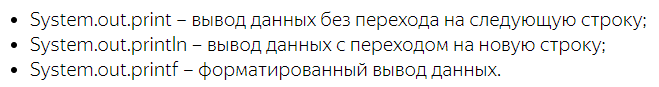 • System.out.print – вывод данных без перехода на следующую строку;
• System.out.println – вывод данных с переходом на новую строку;
• System.out.printf – форматированный вывод данных.